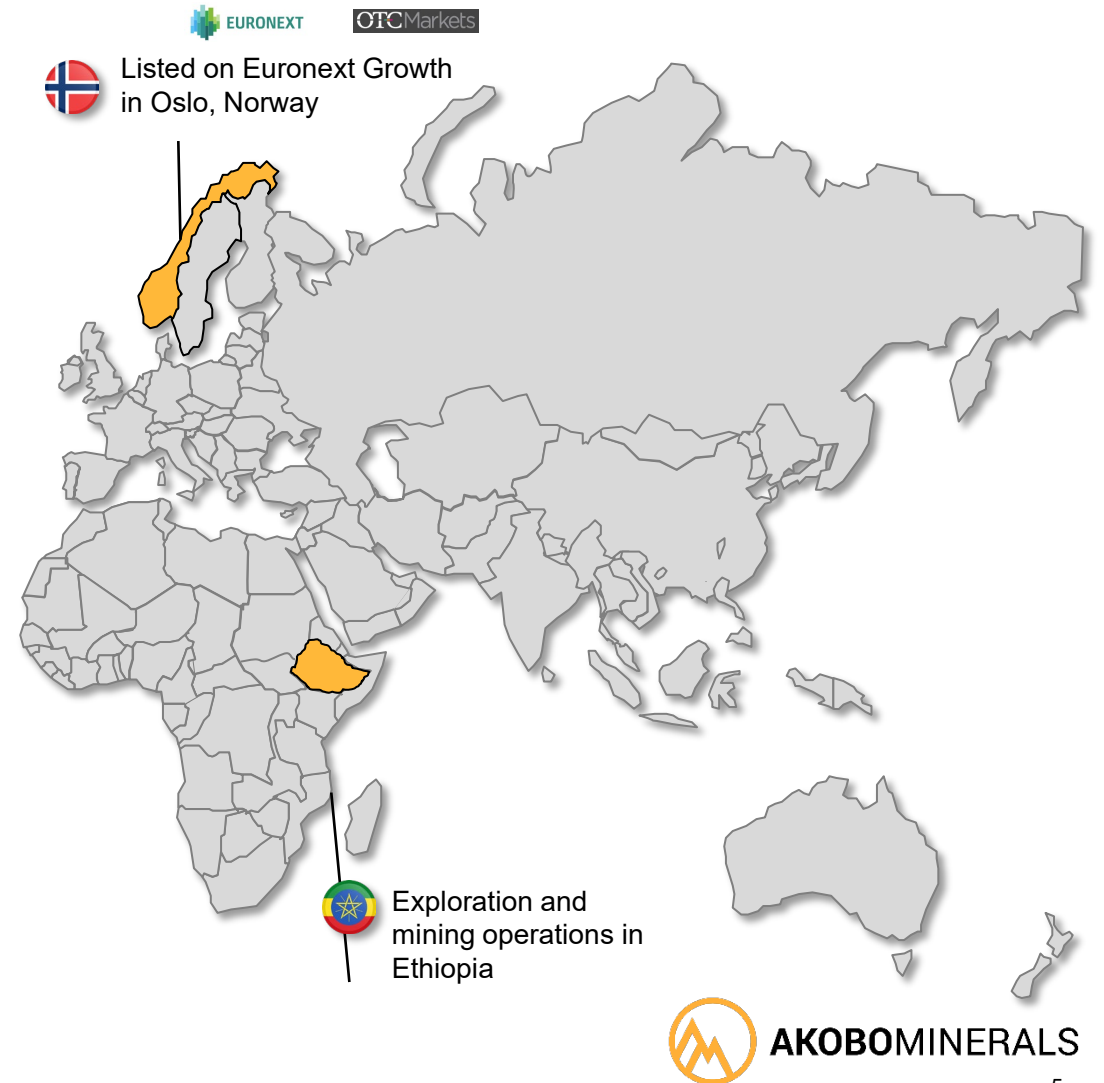 EURONEXT OTCMarkets
Listed on Euronext Growth
in Oslo, Norway
Exploration and
mining operations in
Ethiopia
AKOBOMINERALS